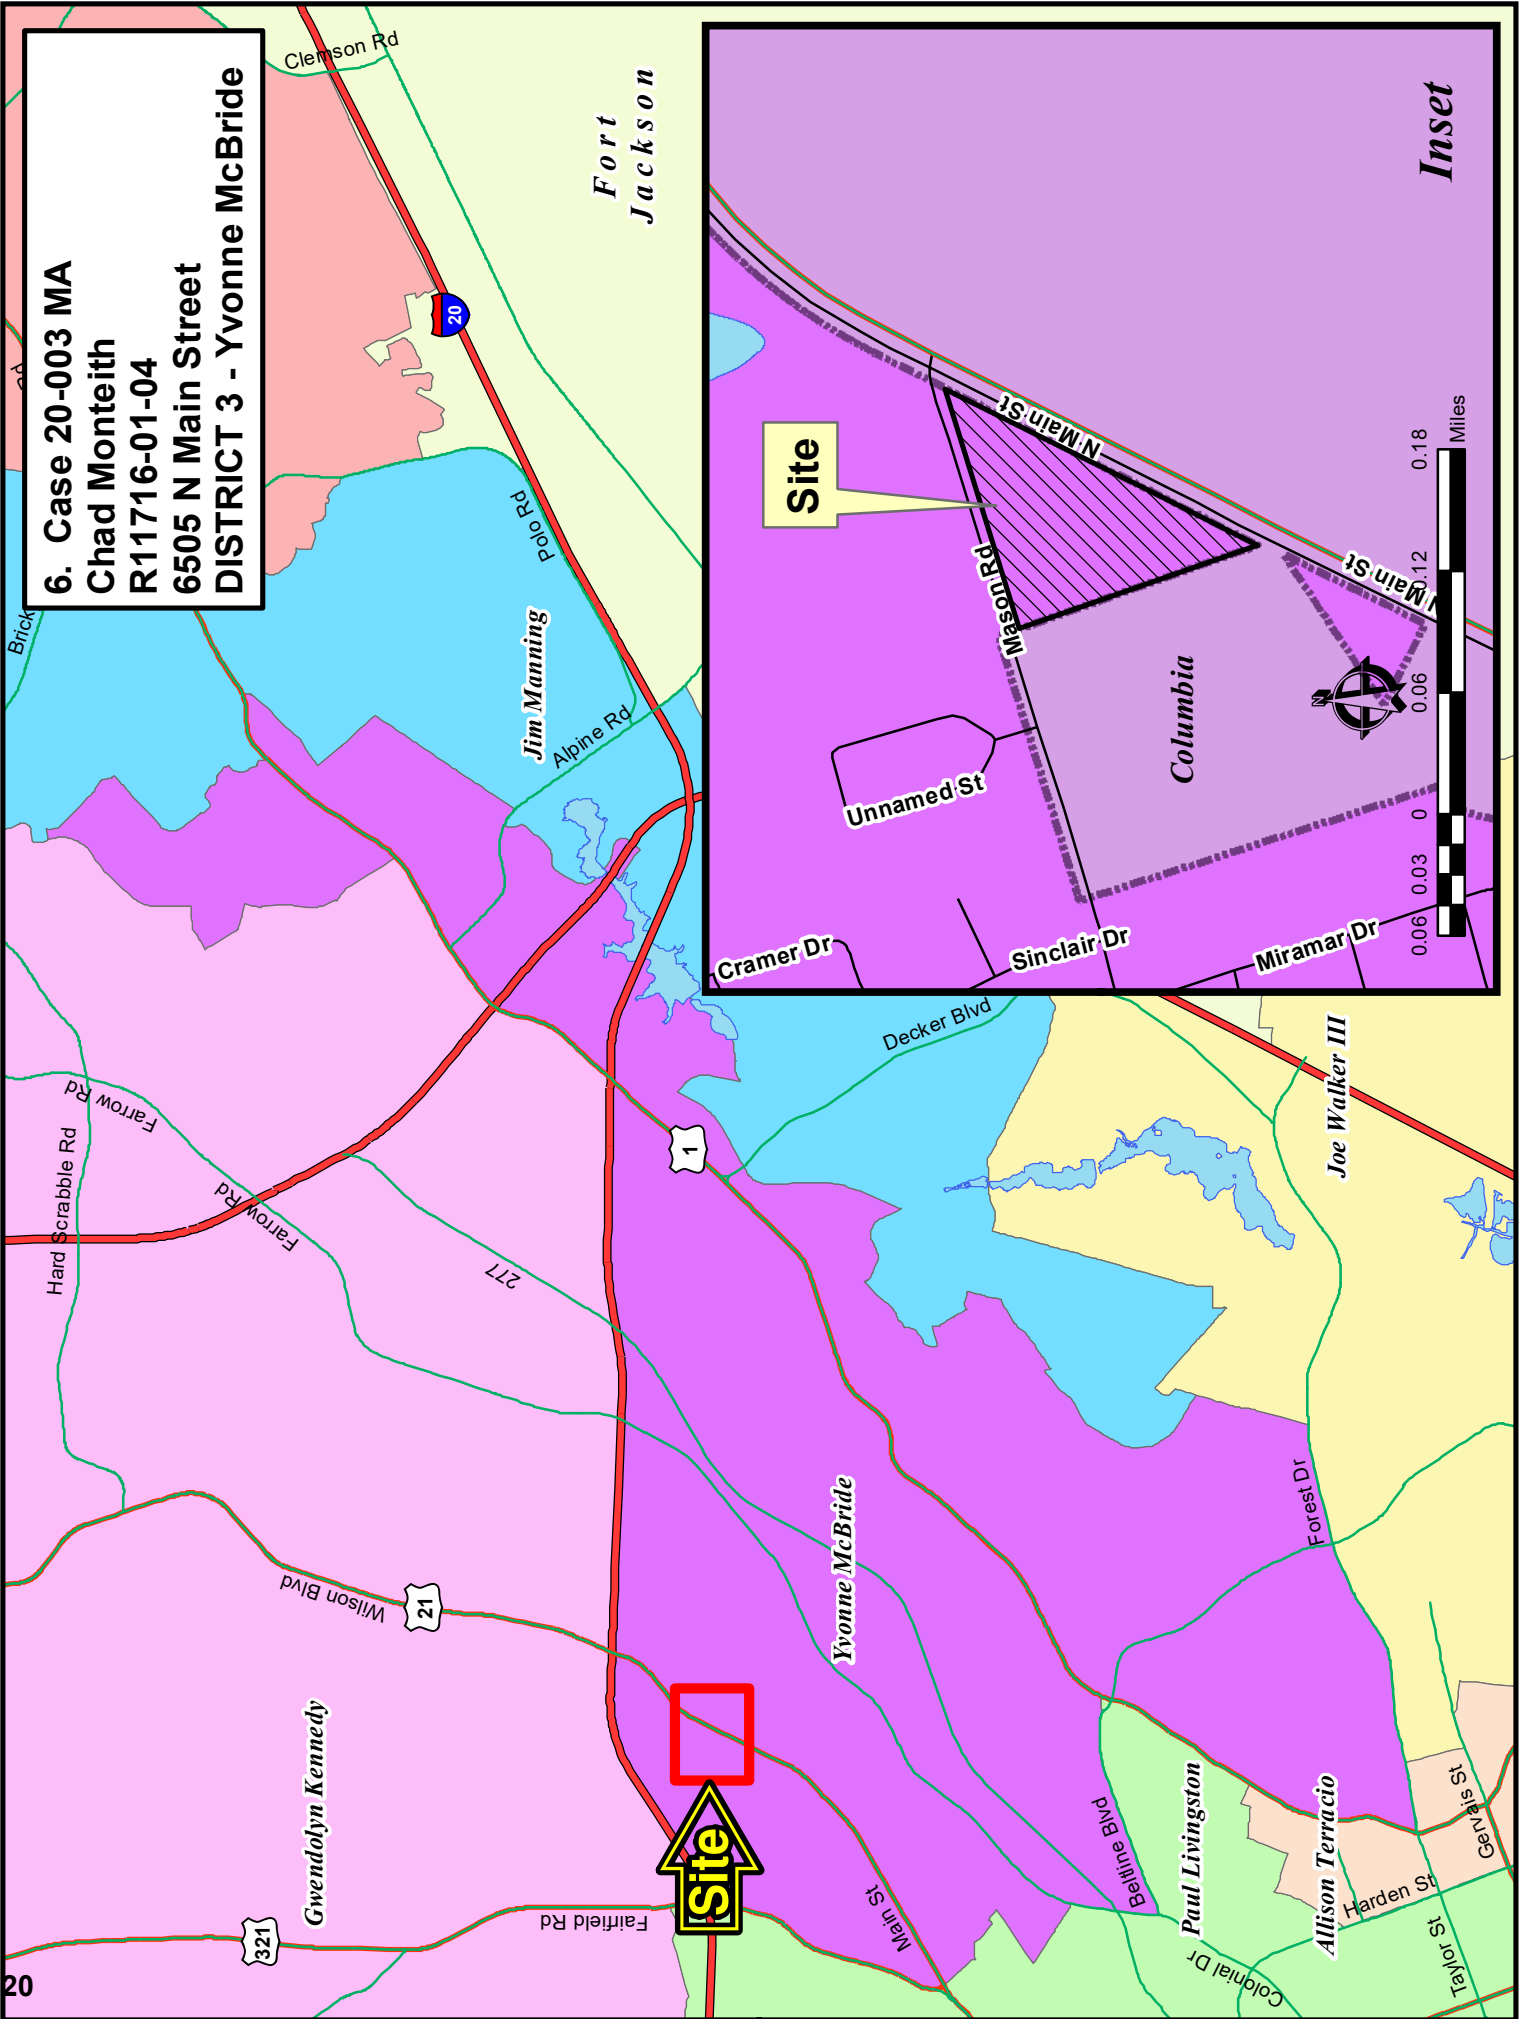 6. Case 20-003 MA
Chad Monteith
R11716-01-04
6505 N Main Street
DISTRICT 3 - Yvonne McBride
Clemson Rd
Brick
Fort
Jackson
20
Polo Rd
Jim Manning
Alpine Rd
Hard Scrabble Rd
Farrow Rd
Farrow Rd
277
1
Decker Blvd
Joe Walker III
Wilson Blvd
21
Yvonne McBride
Forest Dr
Gwendolyn Kennedy
321
Fairfield Rd
Site
Main St
Beltline Blvd
Paul Livingston
Allison Terracio
Colonial Dr
Harden St
Taylor St
Gervais St
20
Inset
Site
N Main St
Mason Rd
N Main St
Columbia
Unnamed St
Cramer Dr
Sinclair Dr
Miramar Dr
N
0.06 0.03 0 0.06 0.12 0.18
Miles